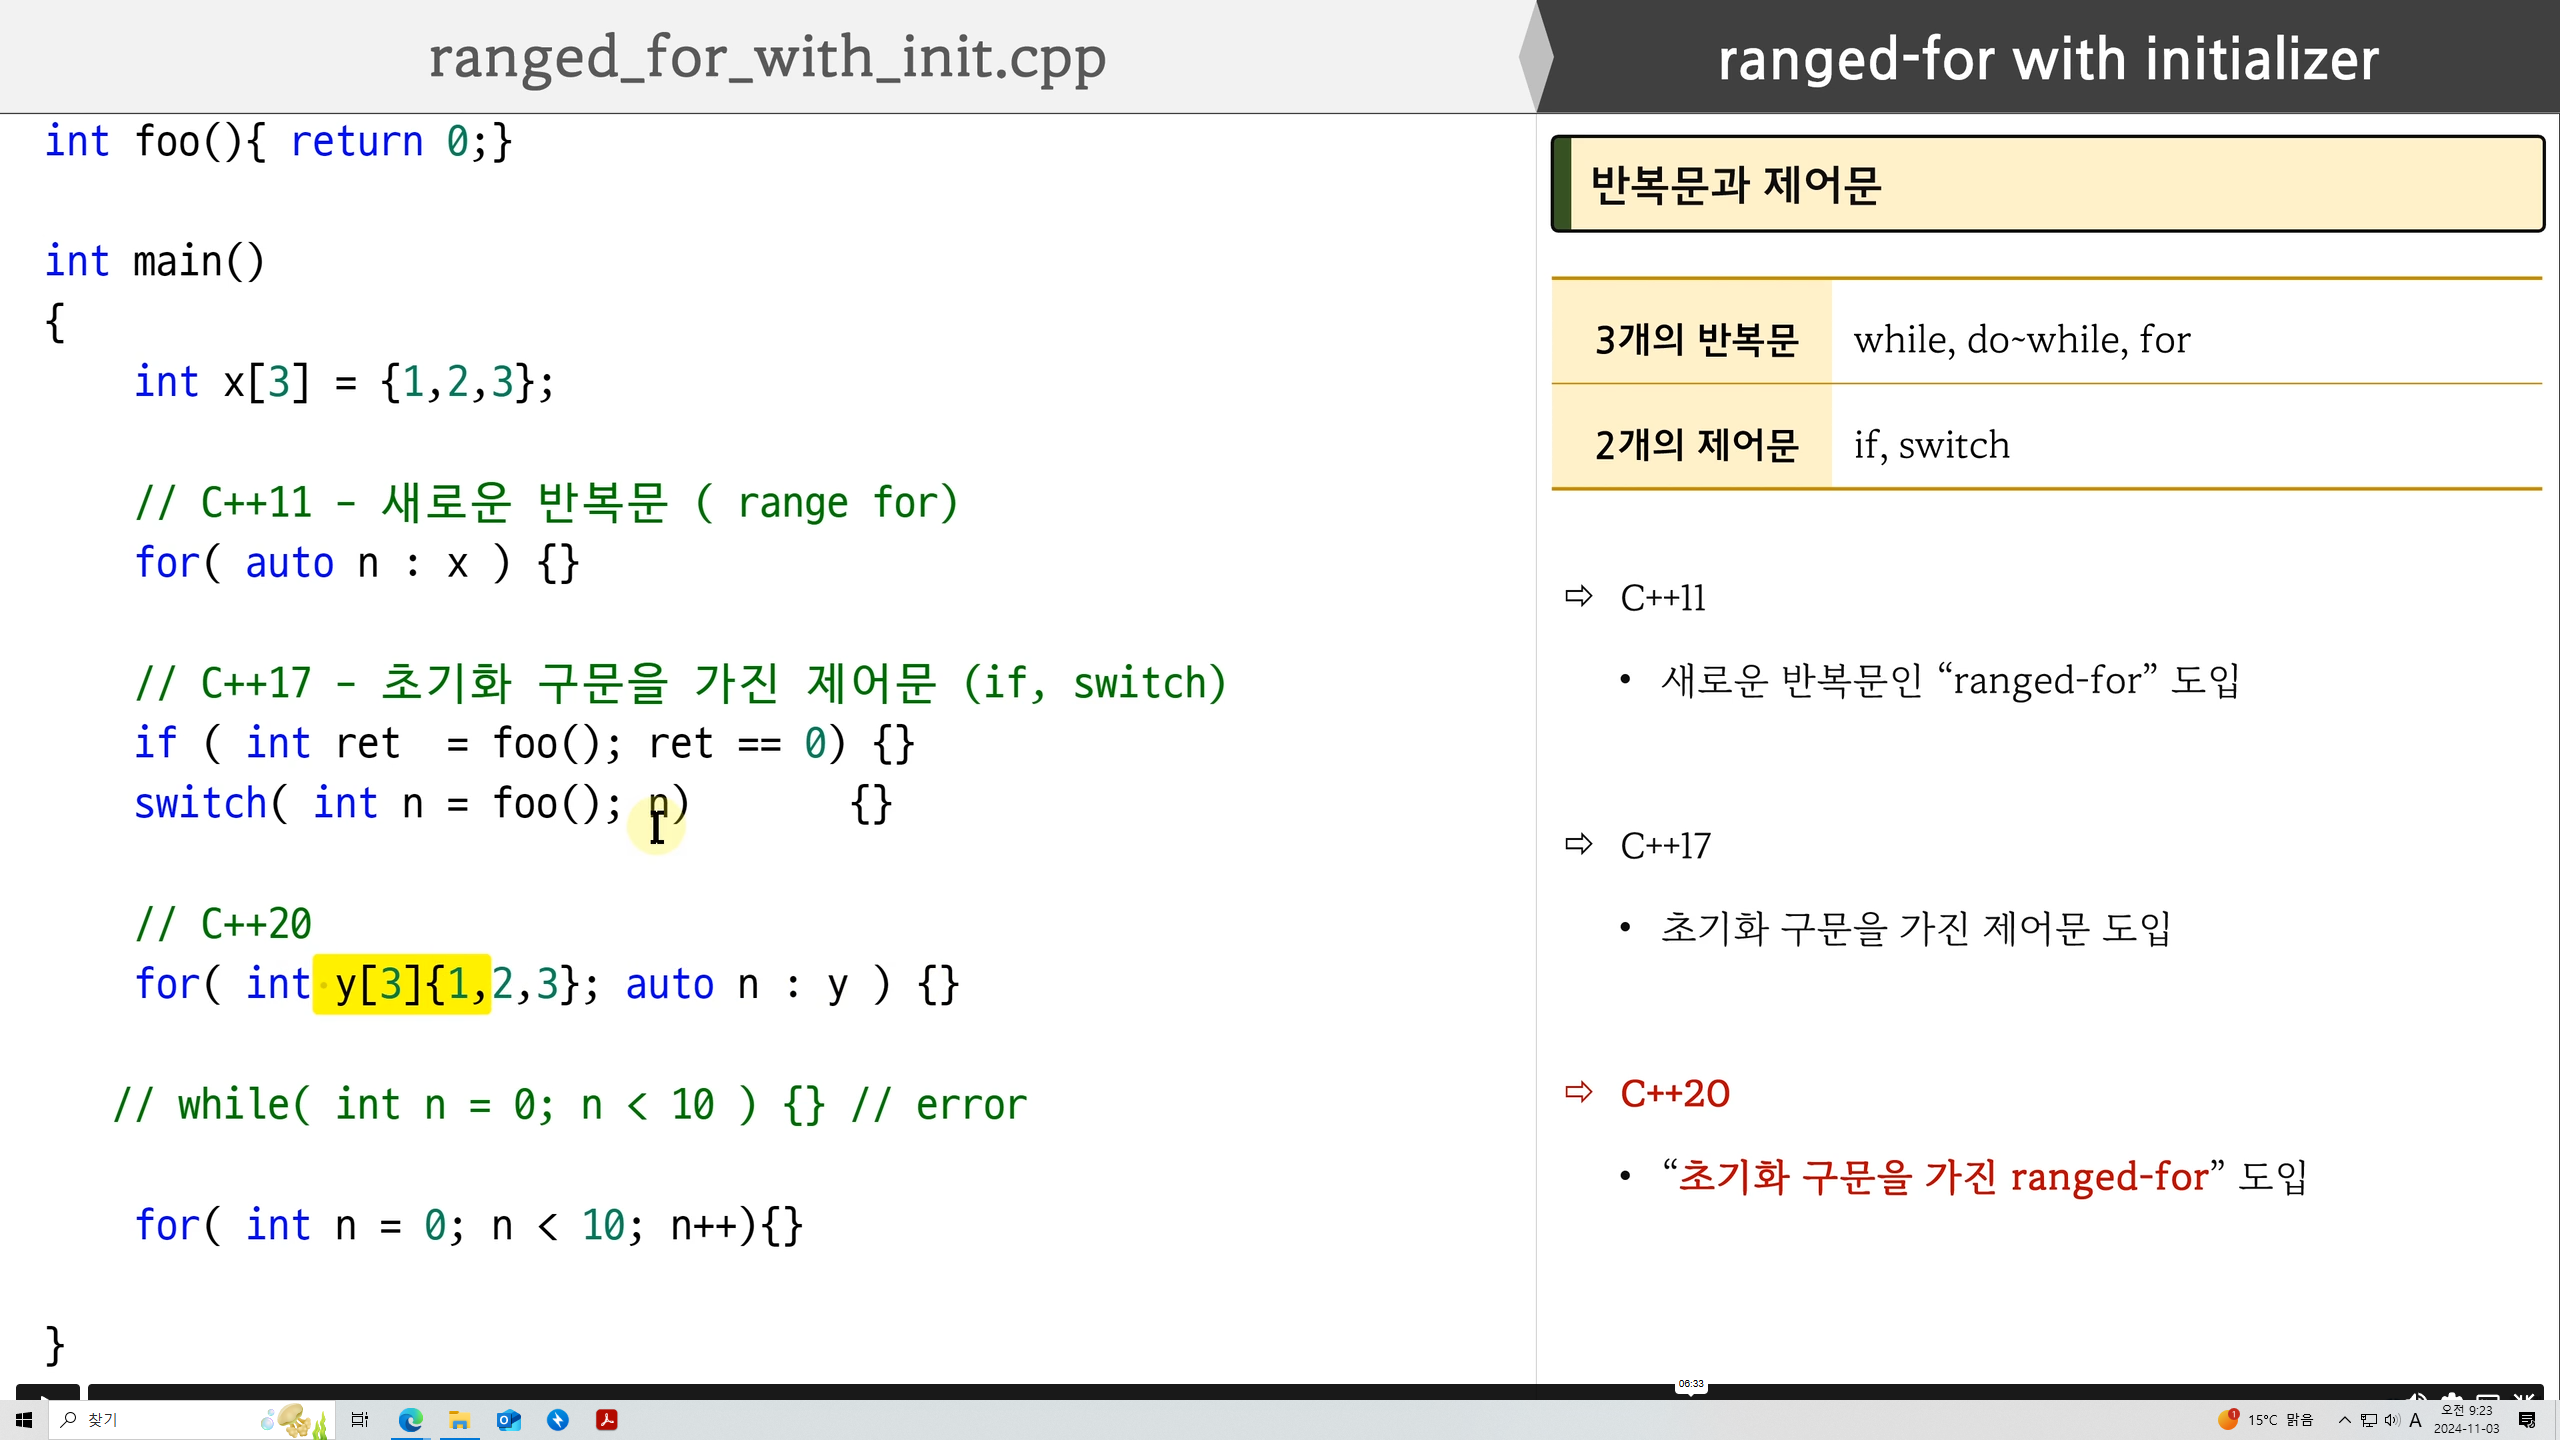 ranged_for_with_init.cpp
ranged-for with initializer
int foo(){ return 0;}
int main()
{
int x[3] = {1,2,3};
// C++11 - 새로운 반복문 ( range for)
for( auto n : x ) {}
// C++17 - 초기화 구문을 가진 제어문 (if, switch)
if ( int ret  = foo(); ret == 0) {}
switch( int n = foo(); n)       {}
// C++20
for( int y[3]{1,2,3}; auto n : y ) {}
// while( int n = 0; n < 10 ) {} // error
for( int n = 0; n < 10; n++){}
}
반복문과 제어문
3개의 반복문 while, do~while, for
2개의 제어문 if, switch
⇨ C++11
• 새로운 반복문인 “ranged-for” 도입
⇨ C++17
• 초기화 구문을 가진 제어문 도입
⇨ C++20
• “초기화 구문을 가진 ranged-for” 도입
06:33
찾기
1
15°C 맑음
A
오전 9:23
2024-11-03